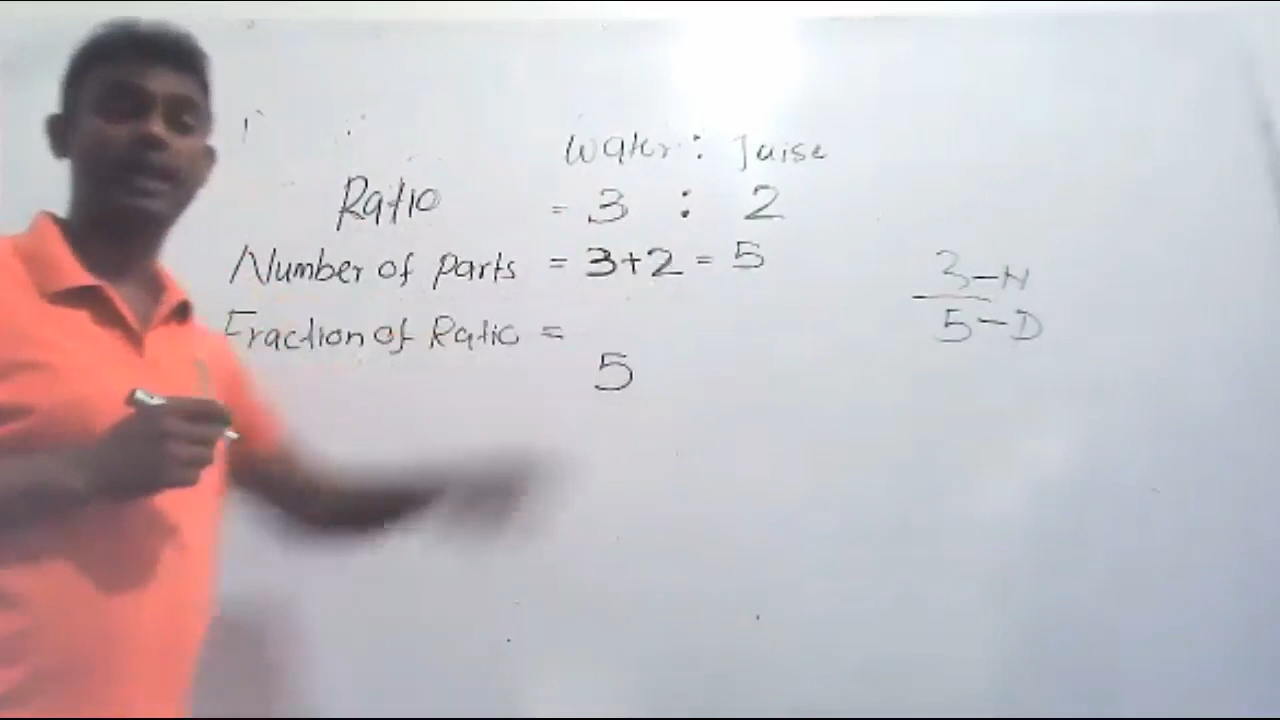 Water : Juise
Ratio = 3 : 2
Number of parts = 3+2 = 5
Fraction of Ratio =
5
3-N
5-D